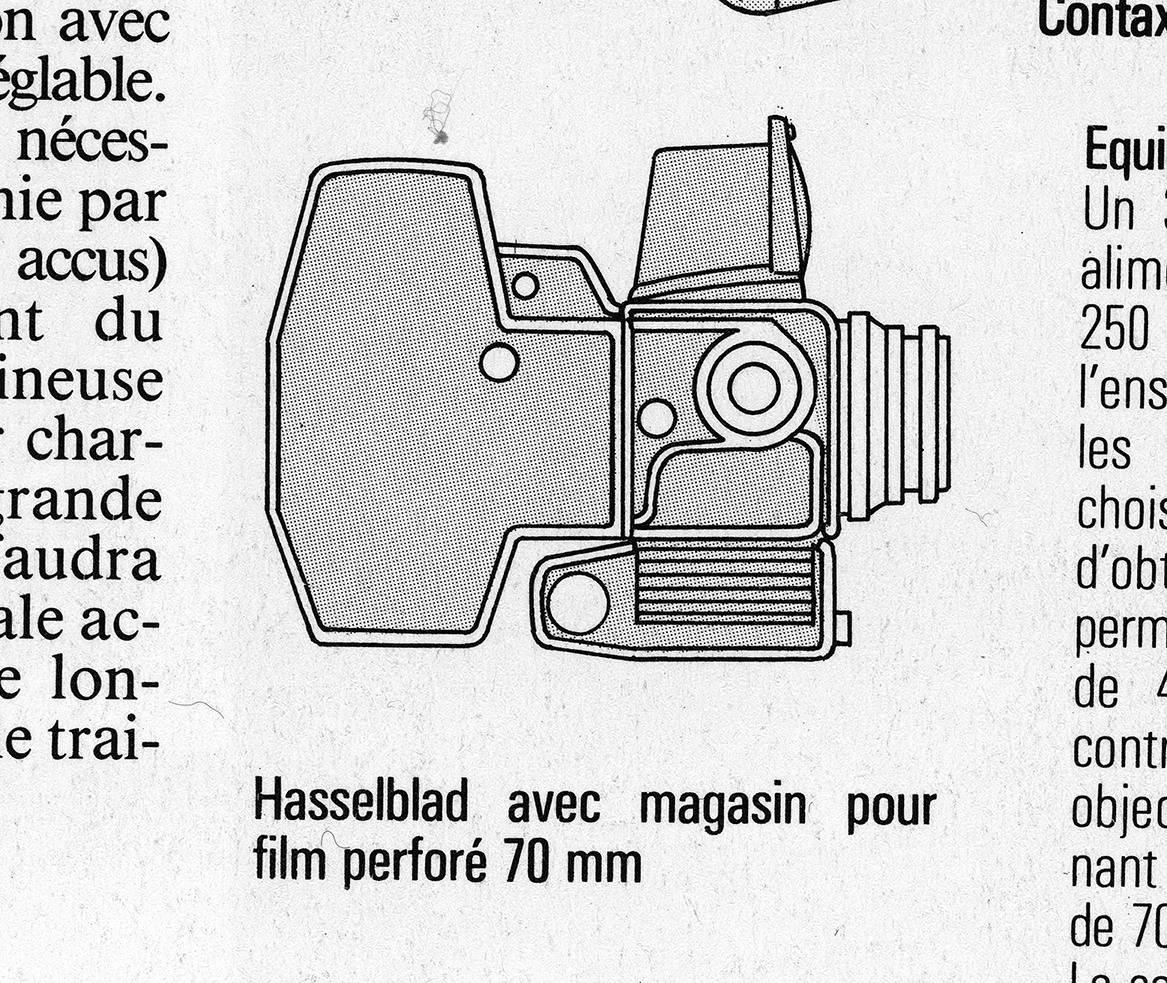 on avec
églable.
néces-
nie par
accus)
nt du
ineuse
char-
grande
faudra
ale ac-
e lon-
le trai-
Hasselblad avec magasin pour
film perforé 70 mm
Contax
Equi
Un
alim
250
l'ens
les
chois
d'obt
perm
de 4
contr
objec
nant
de 70